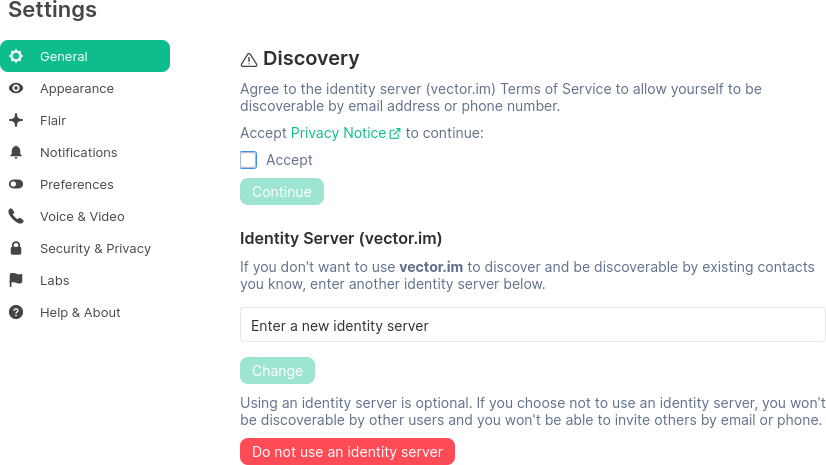 Settings
General
Appearance
Flair
Notifications
Preferences
Voice & Video
Security & Privacy
Labs
Help & About
Discovery
Agree to the identity server (vector.im) Terms of Service to allow yourself to be
discoverable by email address or phone number.
Accept Privacy Notice to continue:
Accept
Continue
Identity Server (vector.im)
If you don't want to use vector.im to discover and be discoverable by existing contacts
you know, enter another identity server below.
Enter a new identity server
Change
Using an identity server is optional. If you choose not to use an identity server, you won't
be discoverable by other users and you won't be able to invite others by email or phone.
Do not use an identity server